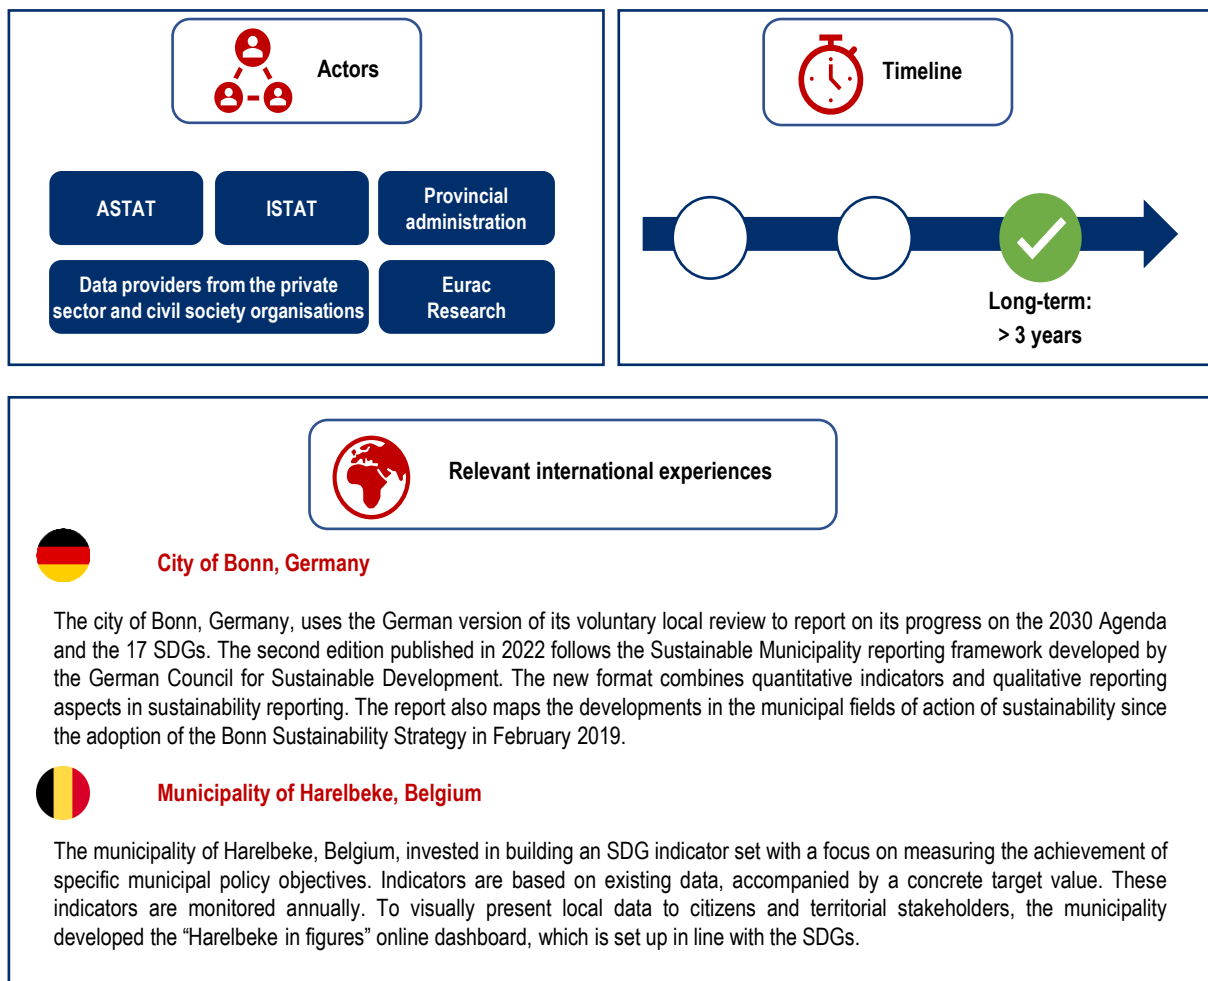 Actors
ASTAT
ISTAT
Provincial
administration
Data providers from the private
sector and civil society organisations
Eurac
Research
Timeline
Long-term:
> 3 years
Relevant international experiences
City of Bonn, Germany
The city of Bonn, Germany, uses the German version of its voluntary local review to report on its progress on the 2030 Agenda
and the 17 SDGs. The second edition published in 2022 follows the Sustainable Municipality reporting framework developed by
the German Council for Sustainable Development. The new format combines quantitative indicators and qualitative reporting
aspects in sustainability reporting. The report also maps the developments in the municipal fields of action of sustainability since
the adoption of the Bonn Sustainability Strategy in February 2019.
Municipality of Harelbeke, Belgium
The municipality of Harelbeke, Belgium, invested in building an SDG indicator set with a focus on measuring the achievement of
specific municipal policy objectives. Indicators are based on existing data, accompanied by a concrete target value. These
indicators are monitored annually. To visually present local data to citizens and territorial stakeholders, the municipality
developed the “Harelbeke in figures” online dashboard, which is set up in line with the SDGs.